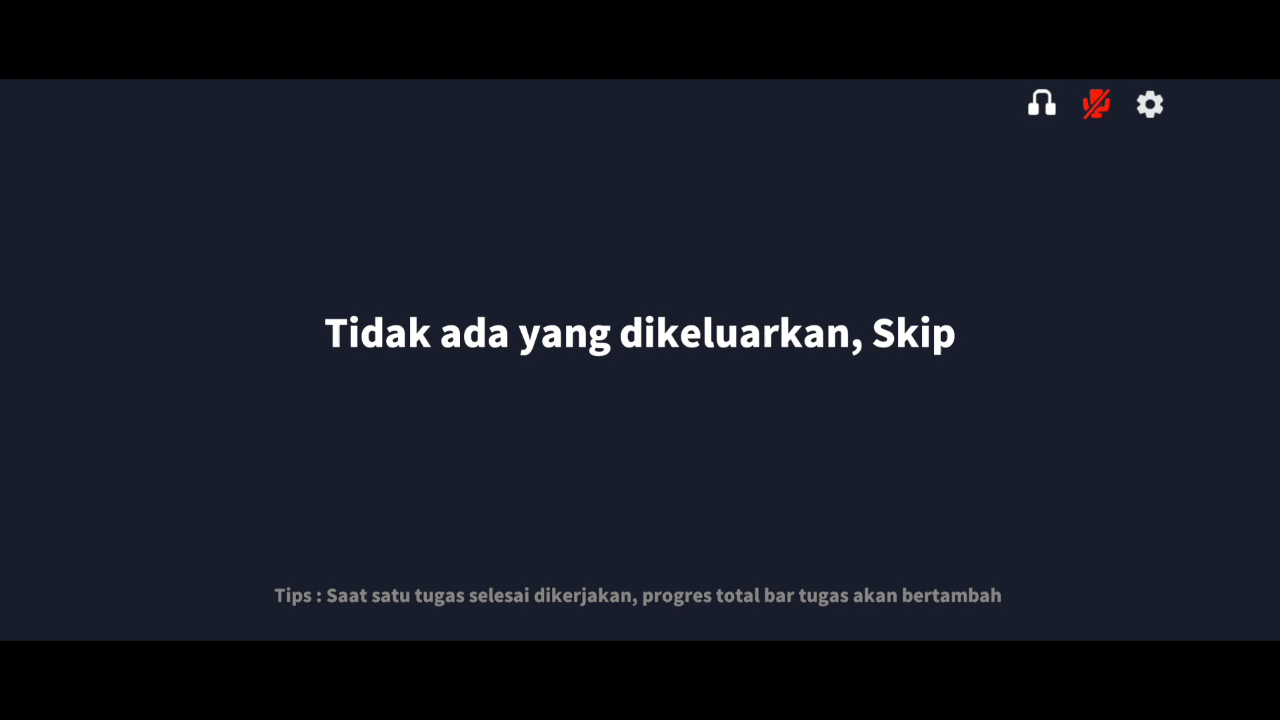 Tidak ada yang dikeluarkan, Skip
Tips : Saat satu tugas selesai dikerjakan, progres total bar tugas akan bertambah